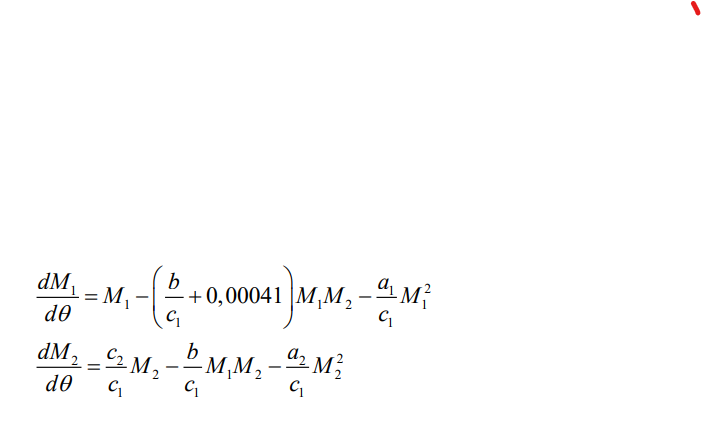 dM₁/dθ = M₁ − (b/c₁ + 0,00041) M₁M₂ − a₁/c₁ M₁²
dM₂/dθ = c₂/c₁ M₂ − b/c₁ M₁M₂ − a₂/c₁ M₂²